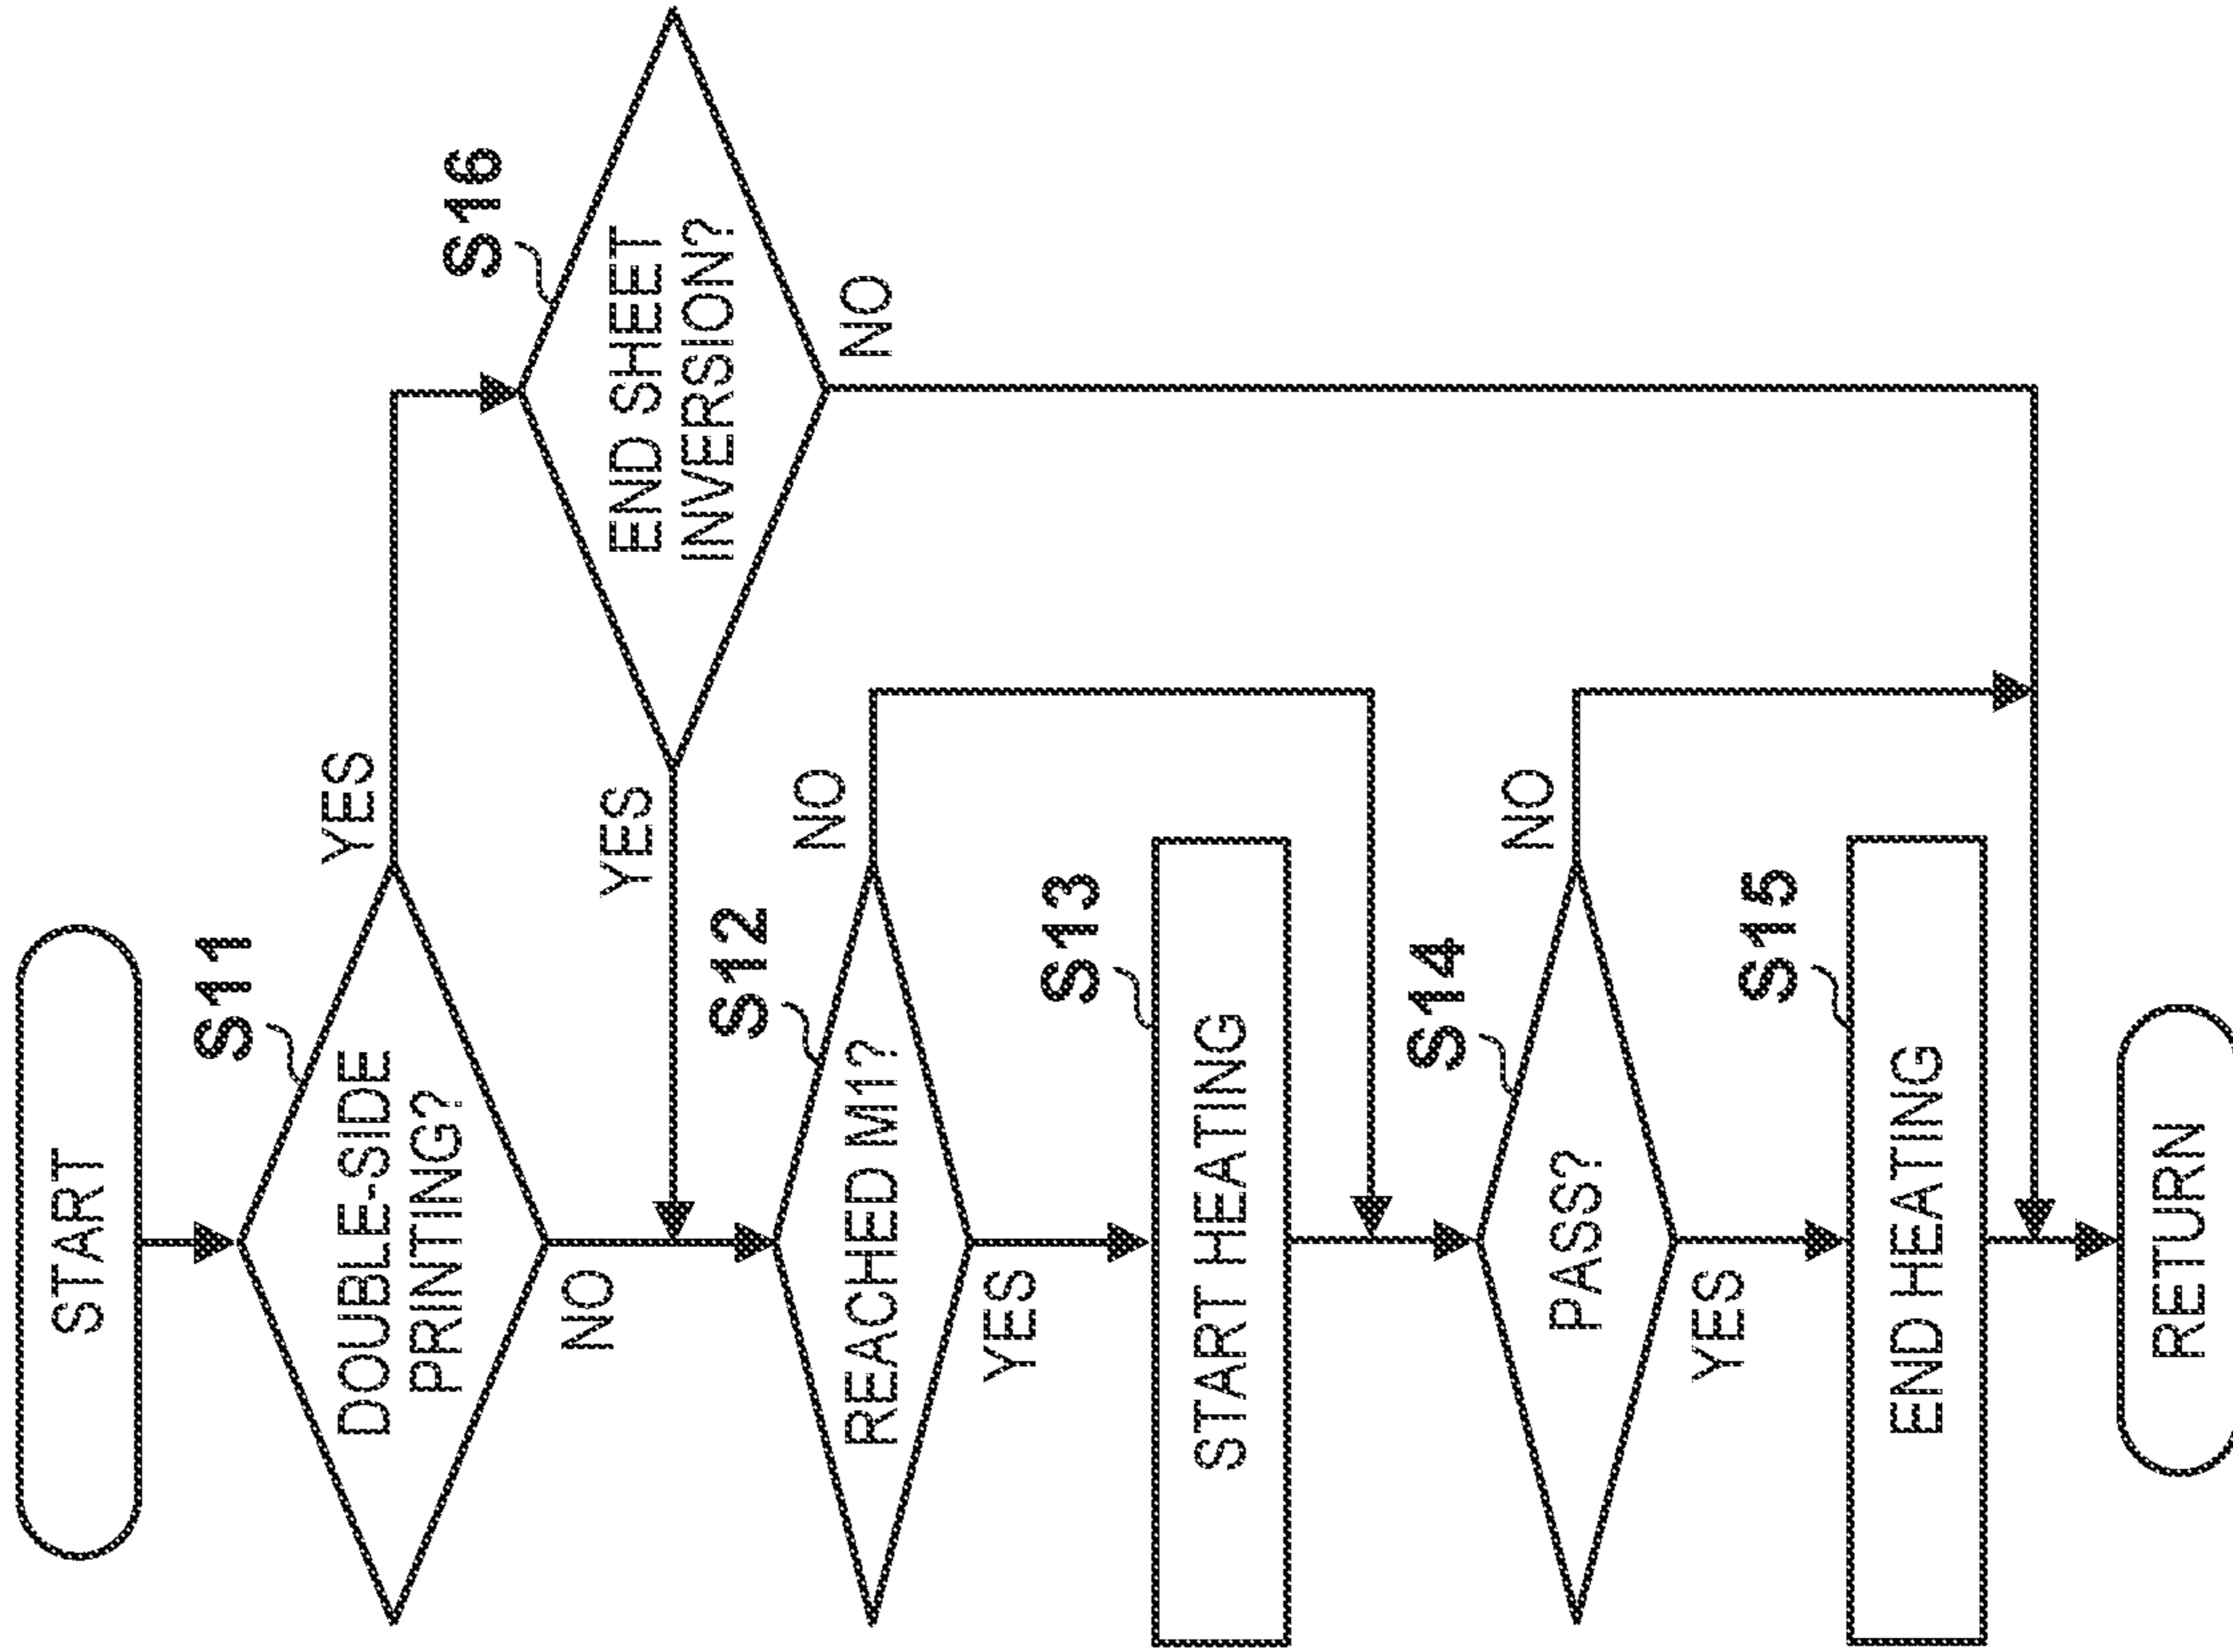 START
S11
DOUBLE-SIDE
PRINTING?
YES
NO
S16
END SHEET
INVERSION?
YES
NO
S12
REACHED M1?
NO
YES
S13
START HEATING
S14
PASS?
NO
YES
S15
END HEATING
RETURN